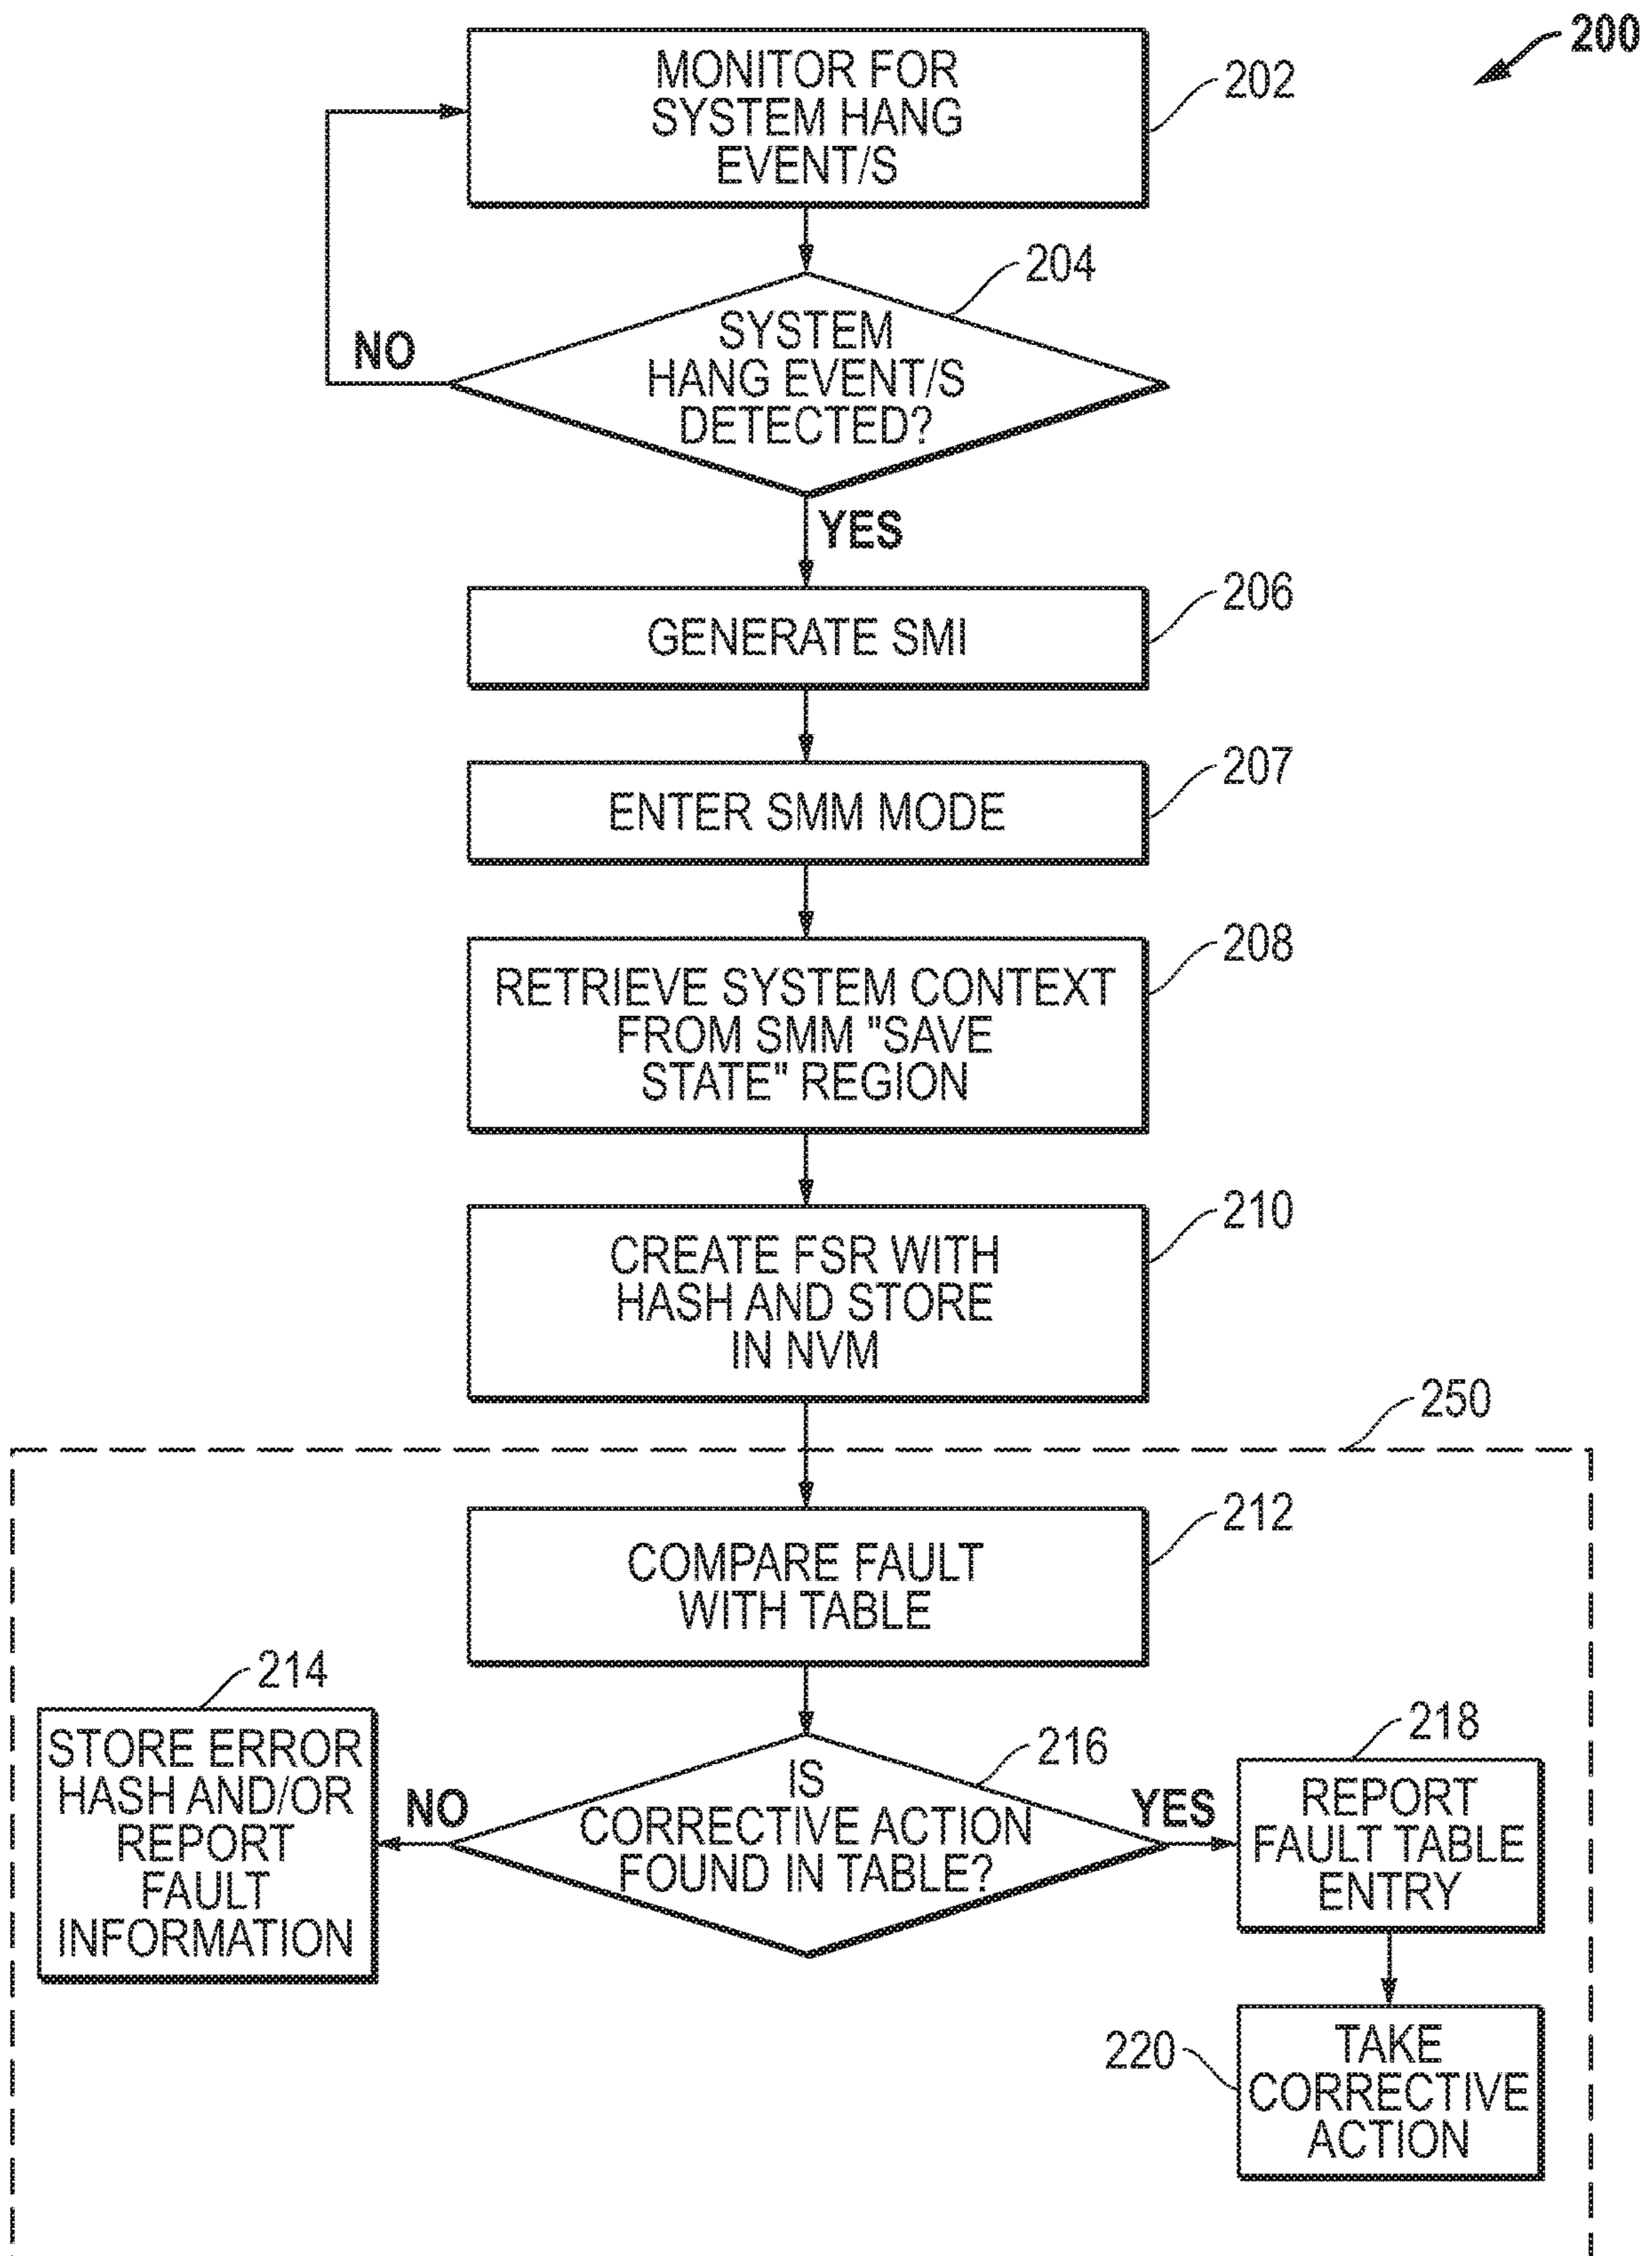 200
MONITOR FOR
SYSTEM HANG
EVENT/S
202
204
SYSTEM
HANG EVENT/S
DETECTED?
NO
YES
206
GENERATE SMI
207
ENTER SMM MODE
208
RETRIEVE SYSTEM CONTEXT
FROM SMM "SAVE
STATE" REGION
210
CREATE FSR WITH
HASH AND STORE
IN NVM
250
212
COMPARE FAULT
WITH TABLE
214
STORE ERROR
HASH AND/OR
REPORT
FAULT
INFORMATION
NO
216
IS
CORRECTIVE ACTION
FOUND IN TABLE?
YES
218
REPORT
FAULT TABLE
ENTRY
220
TAKE
CORRECTIVE
ACTION